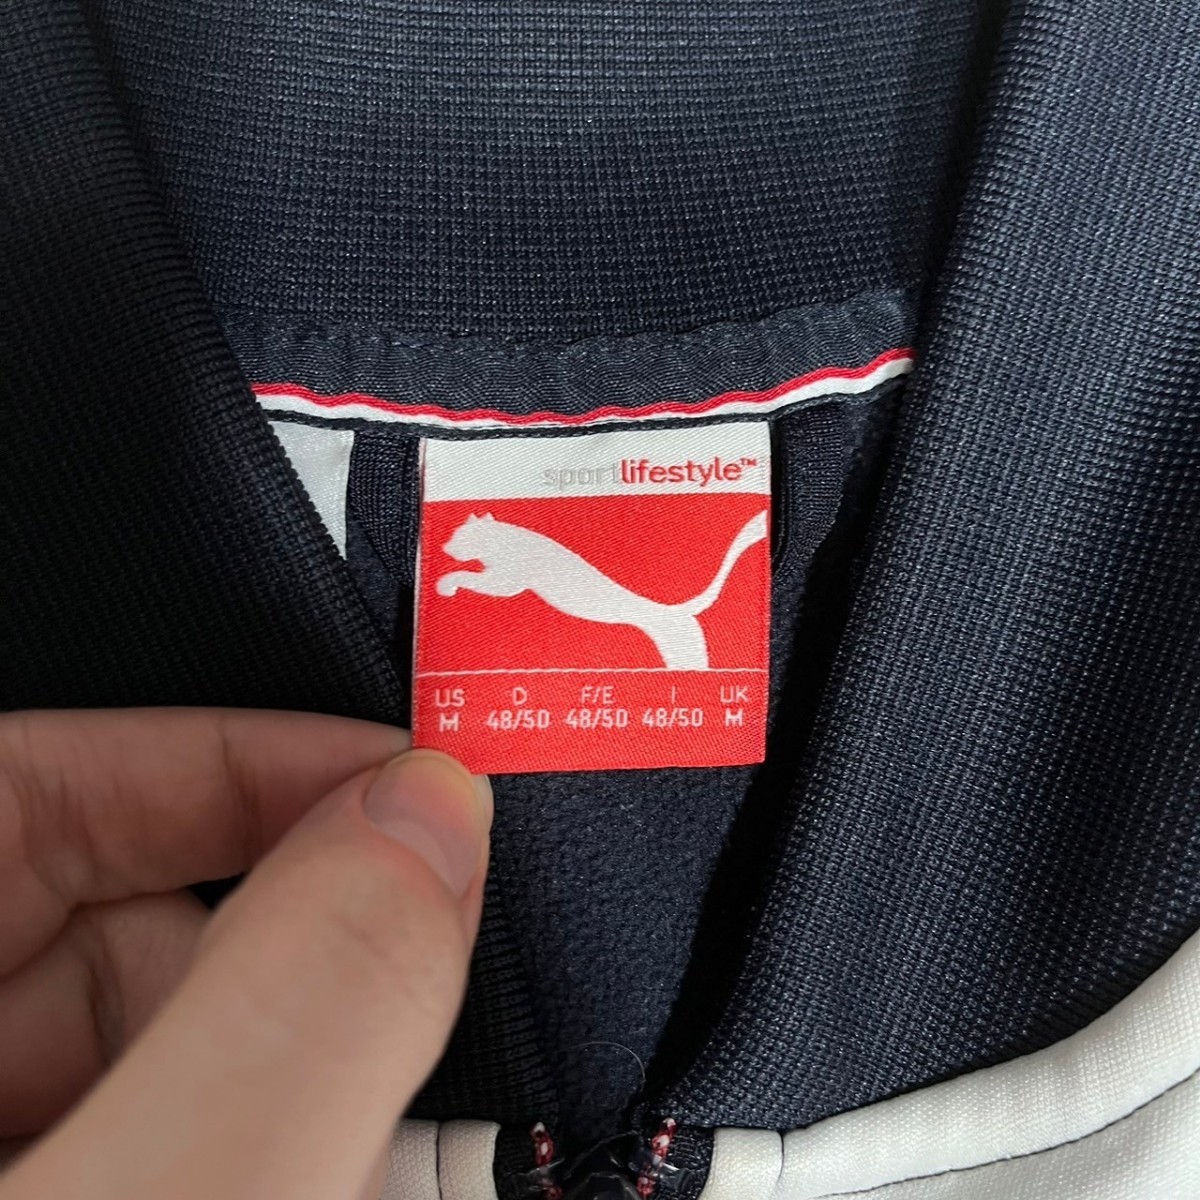 sportlifestyle™
US D F/E I UK
M 48/50 48/50 48/50 M